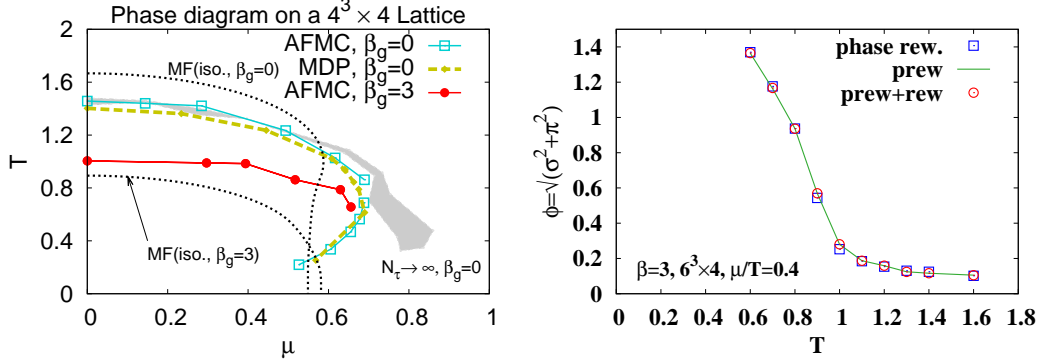 Phase diagram on a 4³ × 4 Lattice
AFMC, β_g=0
MDP, β_g=0
AFMC, β_g=3
MF(iso., β_g=0)
MF(iso., β_g=3)
N_τ→∞, β_g=0
T
2
1.6
1.2
0.8
0.4
0
0 0.2 0.4 0.6 0.8 1
μ
phase rew.
prew
prew+rew
β=3, 6³×4, μ/T=0.4
ϕ=√(σ²+π²)
1.4
1.2
1
0.8
0.6
0.4
0.2
0
0 0.2 0.4 0.6 0.8 1 1.2 1.4 1.6 1.8
T